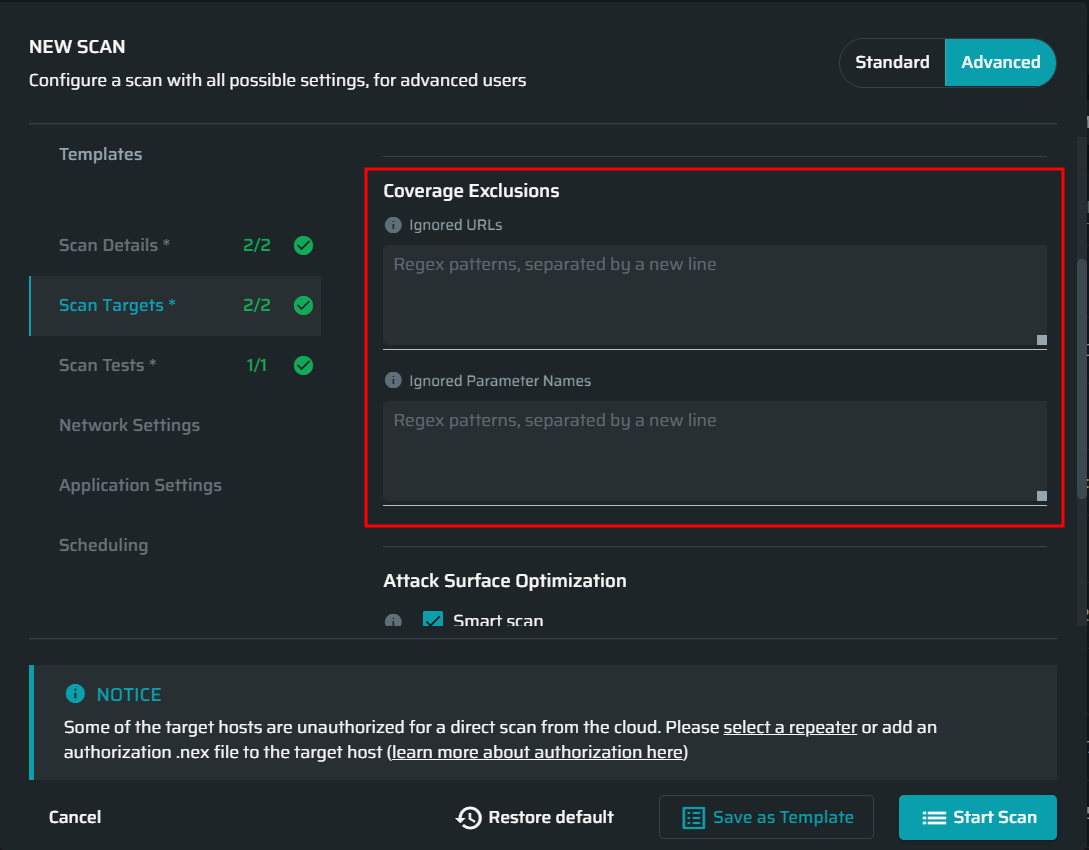 NEW SCAN
Configure a scan with all possible settings, for advanced users
Standard
Advanced
Templates
Scan Details * 2/2
Scan Targets * 2/2
Scan Tests * 1/1
Network Settings
Application Settings
Scheduling
Coverage Exclusions
Ignored URLs
Regex patterns, separated by a new line
Ignored Parameter Names
Regex patterns, separated by a new line
Attack Surface Optimization
Smart scan
NOTICE
Some of the target hosts are unauthorized for a direct scan from the cloud. Please select a repeater or add an
authorization .nex file to the target host (learn more about authorization here)
Cancel
Restore default
Save as Template
Start Scan